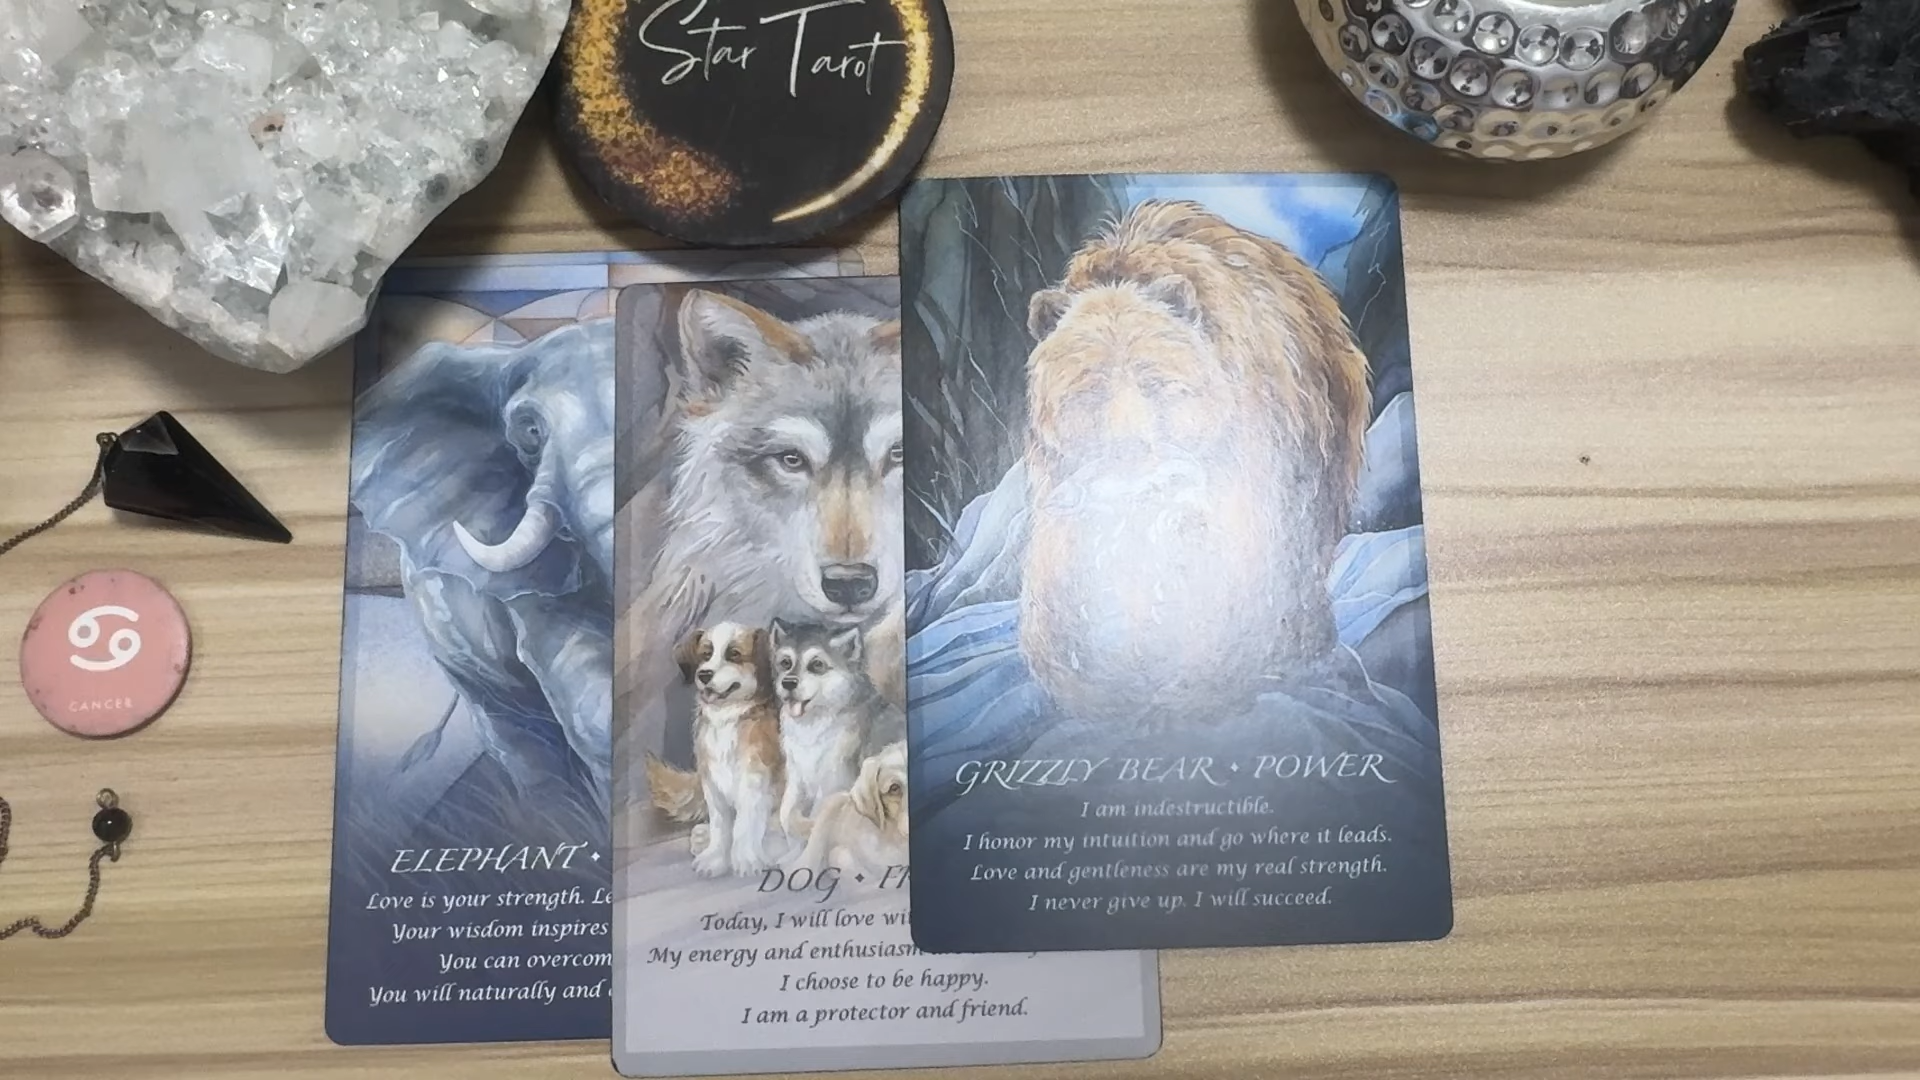 Star Tarot
CANCER
ELEPHANT •
Love is your strength.
Your wisdom inspires
You can
You will naturally and
DOG •
Today, I will love
My energy and enthusiasm
I choose to be happy.
I am a protector and friend.
GRIZZLY BEAR • POWER
I am indestructible.
I honor my intuition and go where it leads.
Love and gentleness are my real strength.
I never give up. I will succeed.